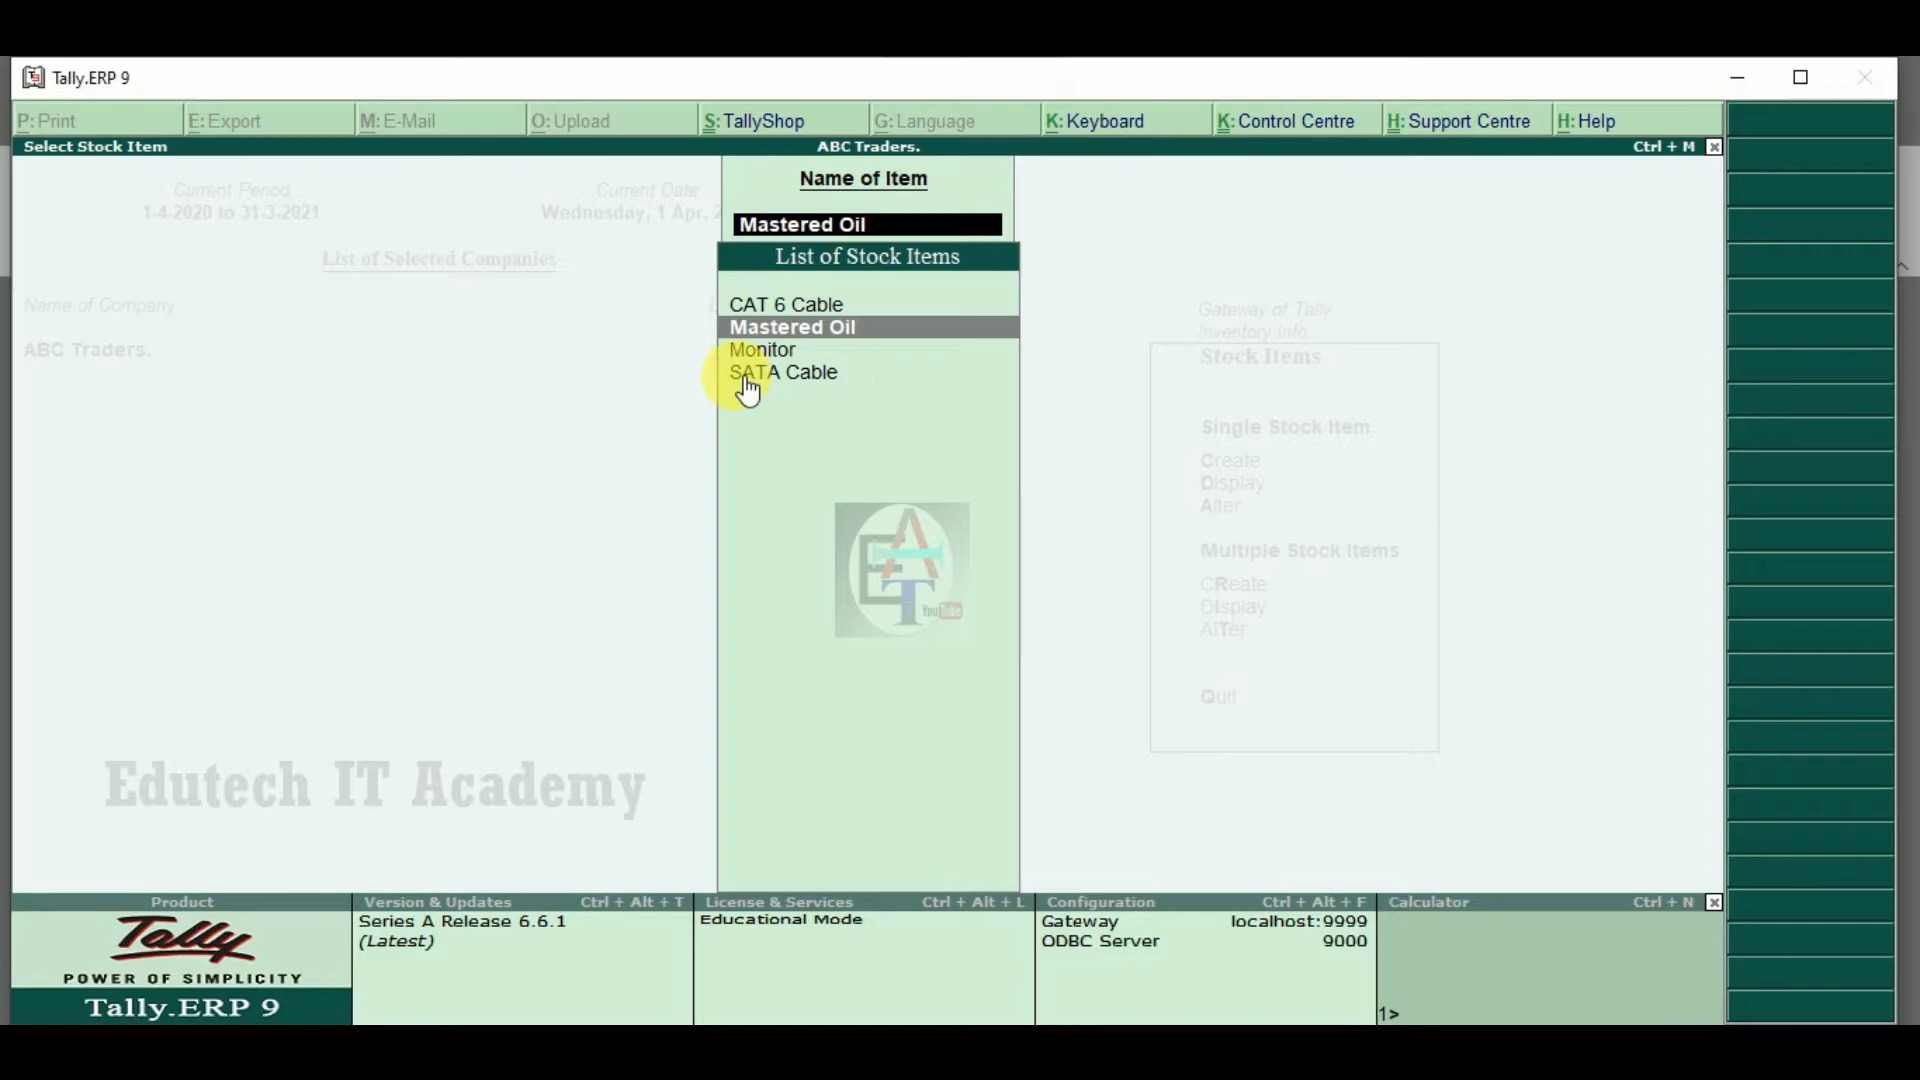 Tally.ERP 9
P: Print E: Export M: E-Mail O: Upload S: TallyShop G: Language K: Keyboard K: Control Centre H: Support Centre H: Help
Select Stock Item ABC Traders. Ctrl + M
Current Period
1-4-2020 to 31-3-2021
Current Date
Wednesday, 1 Apr, 2
List of Selected Companies
Name of Company
ABC Traders.
Name of Item
Mastered Oil
List of Stock Items
CAT 6 Cable
Mastered Oil
Monitor
SATA Cable
Gateway of Tally
Inventory Info.
Stock Items
Single Stock Item
Create
Display
Alter
Multiple Stock Items
CReate
DIsplay
AlTer
Quit
EAT
YouTube
Edutech IT Academy
Product
Tally
POWER OF SIMPLICITY
Tally.ERP 9
Version & Updates Ctrl + Alt + T
Series A Release 6.6.1
(Latest)
License & Services Ctrl + Alt + L
Educational Mode
Configuration Ctrl + Alt + F
Gateway localhost:9999
ODBC Server 9000
Calculator Ctrl + N
1>